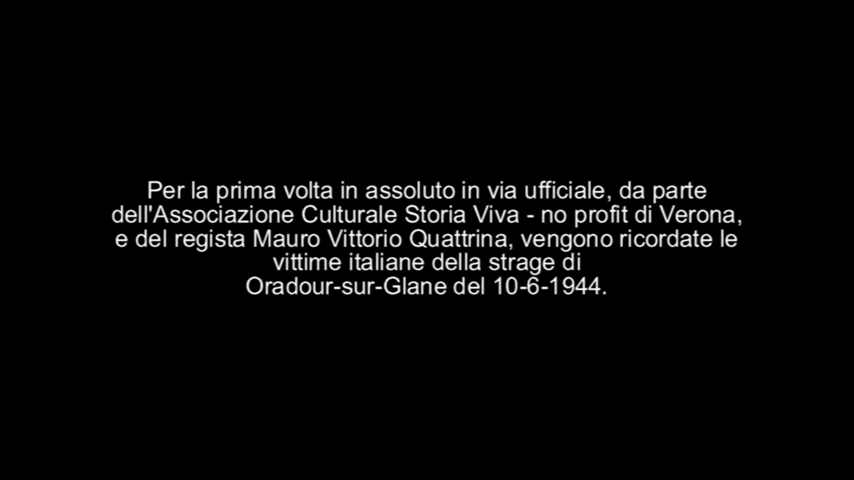 Per la prima volta in assoluto in via ufficiale, da parte
dell'Associazione Culturale Storia Viva - no profit di Verona,
e del regista Mauro Vittorio Quattrina, vengono ricordate le
vittime italiane della strage di
Oradour-sur-Glane del 10-6-1944.